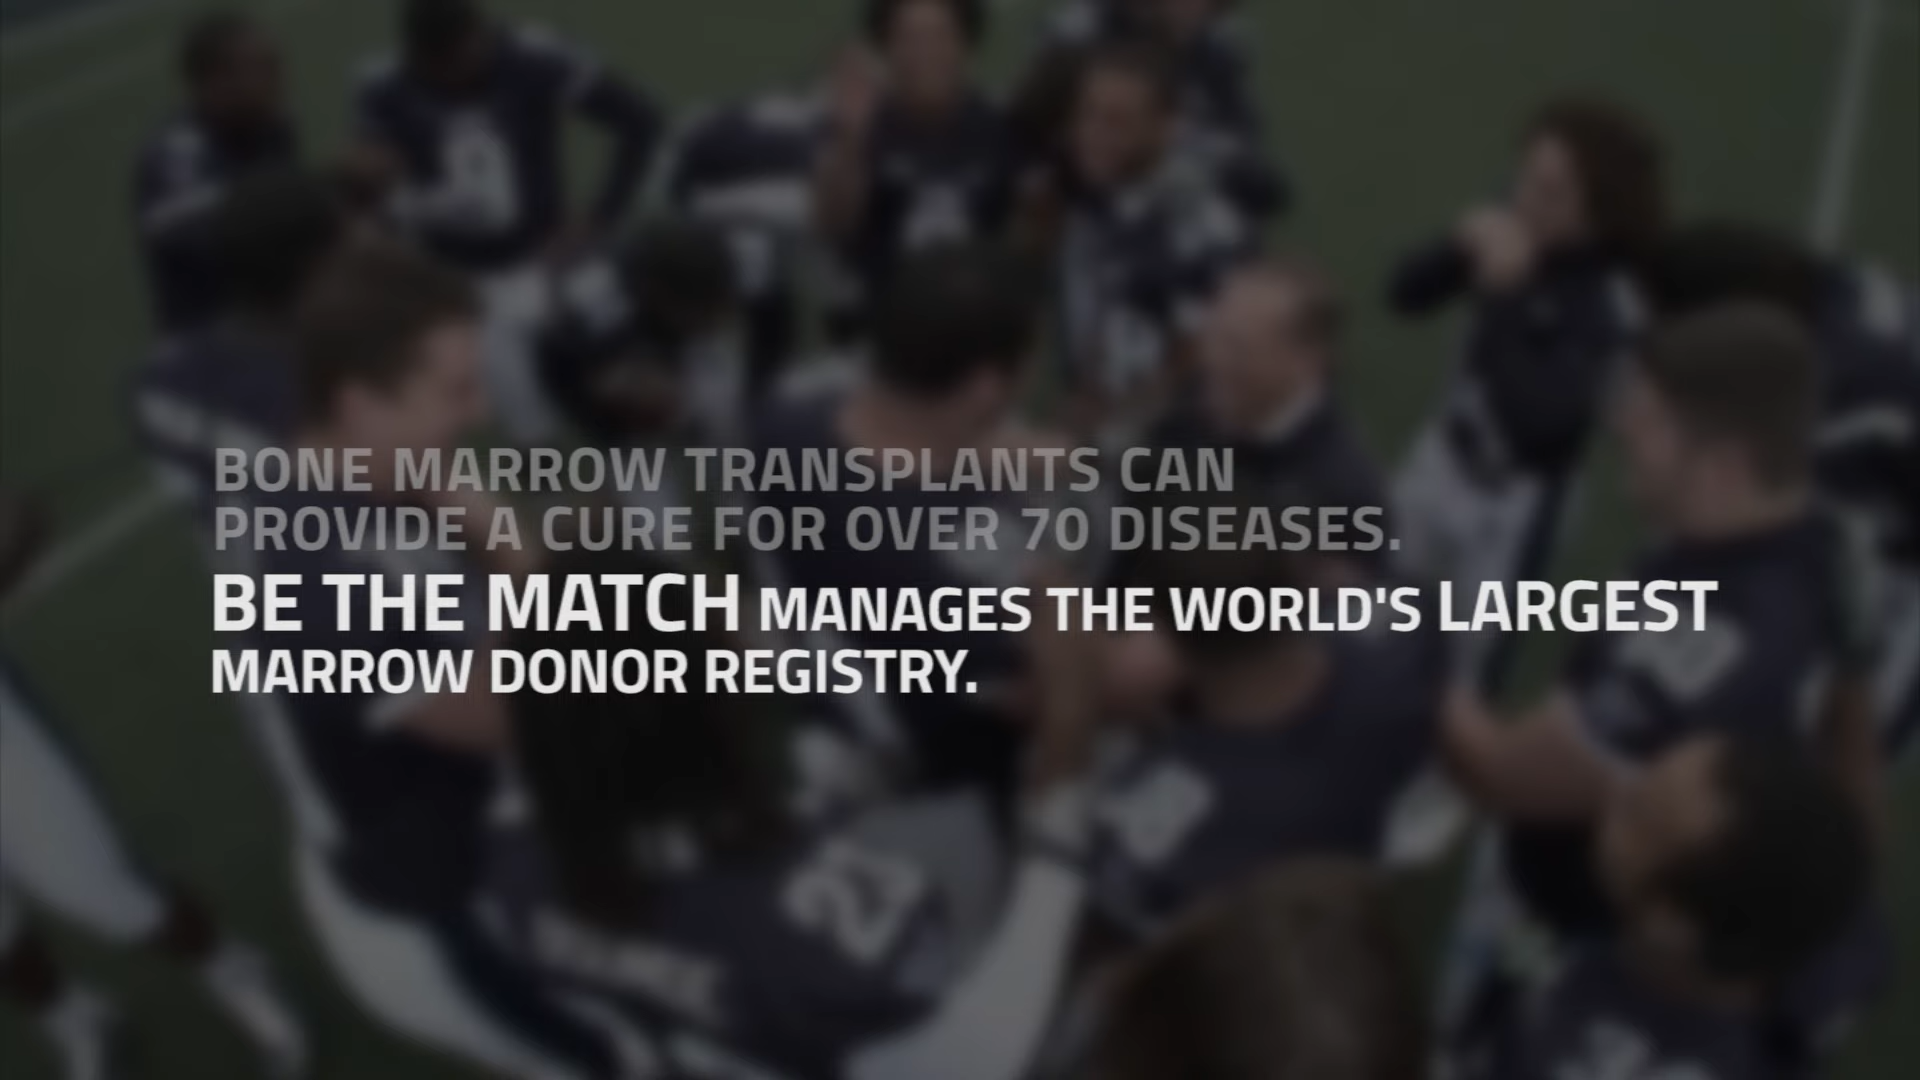 BONE MARROW TRANSPLANTS CAN
PROVIDE A CURE FOR OVER 70 DISEASES.
BE THE MATCH MANAGES THE WORLD'S LARGEST
MARROW DONOR REGISTRY.
27